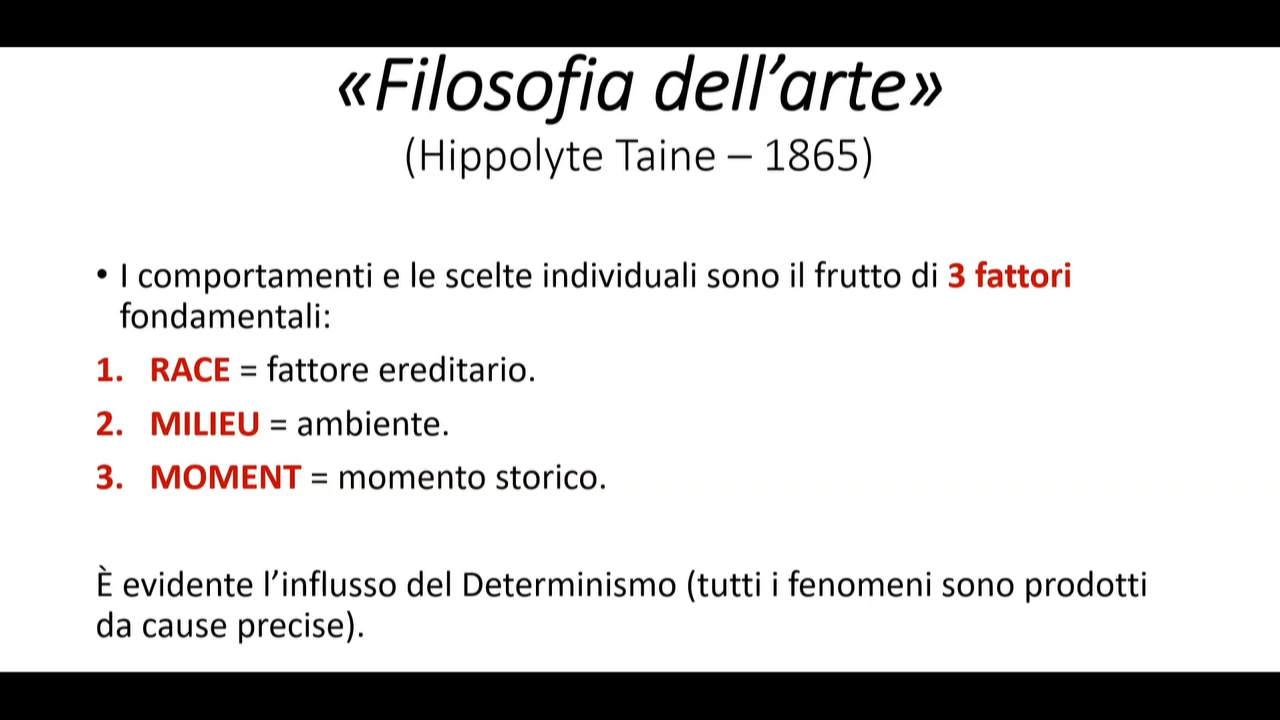 «Filosofia dell’arte»
(Hippolyte Taine – 1865)
• I comportamenti e le scelte individuali sono il frutto di 3 fattori
fondamentali:
1. RACE = fattore ereditario.
2. MILIEU = ambiente.
3. MOMENT = momento storico.
È evidente l’influsso del Determinismo (tutti i fenomeni sono prodotti
da cause precise).